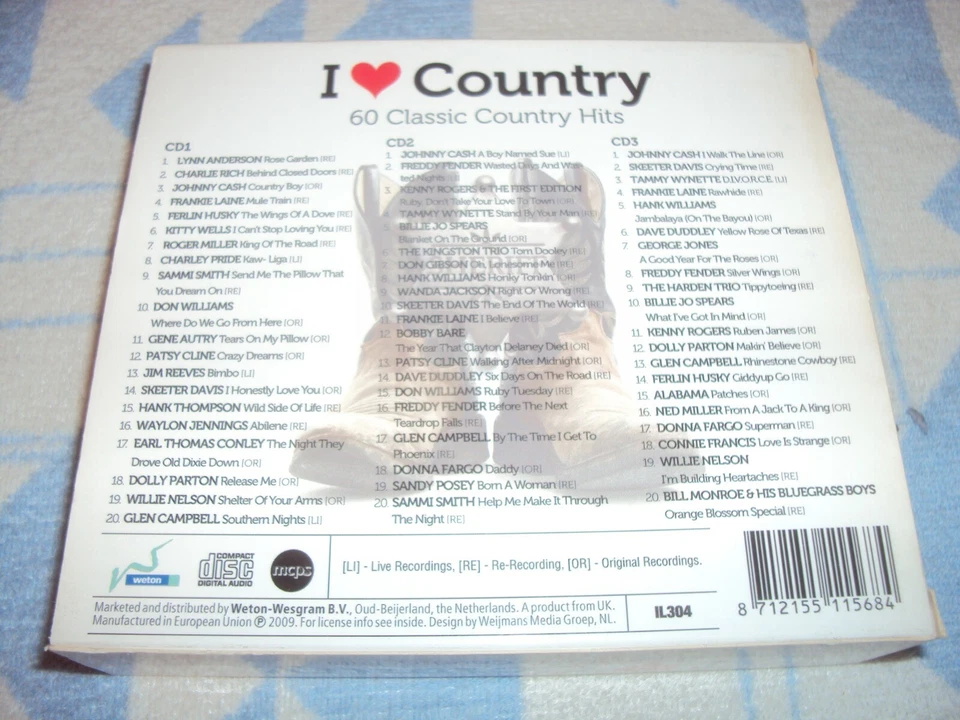 I ❤ Country
60 Classic Country Hits
CD1
1. LYNN ANDERSON Rose Garden [RE]
2. CHARLIE RICH Behind Closed Doors [RE]
3. JOHNNY CASH Country Boy [OR]
4. FRANKIE LAINE Mule Train [RE]
5. FERLIN HUSKY The Wings Of A Dove [RE]
6. KITTY WELLS I Can't Stop Loving You [RE]
7. ROGER MILLER King Of The Road [RE]
8. CHARLEY PRIDE Kaw- Liga [LI]
9. SAMMI SMITH Send Me The Pillow That
You Dream On [RE]
10. DON WILLIAMS
Where Do We Go From Here [OR]
11. GENE AUTRY Tears On My Pillow [OR]
12. PATSY CLINE Crazy Dreams [OR]
13. JIM REEVES Bimbo [LI]
14. SKEETER DAVIS I Honestly Love You [OR]
15. HANK THOMPSON Wild Side Of Life [RE]
16. WAYLON JENNINGS Abilene [RE]
17. EARL THOMAS CONLEY The Night They
Drove Old Dixie Down [OR]
18. DOLLY PARTON Release Me [OR]
19. WILLIE NELSON Shelter Of Your Arms [OR]
20. GLEN CAMPBELL Southern Nights [LI]
CD2
1. JOHNNY CASH A Boy Named Sue [LI]
2. FREDDY FENDER Wasted Days And Was
ted Nights [LI]
3. KENNY ROGERS & THE FIRST EDITION
Ruby, Don't Take Your Love To Town [OR]
4. TAMMY WYNETTE Stand By Your Man [RE]
5. BILLIE JO SPEARS
Blanket On The Ground [OR]
6. THE KINGSTON TRIO Tom Dooley [RE]
7. DON GIBSON Oh, Lonesome Me [RE]
8. HANK WILLIAMS Honky Tonkin' [OR]
9. WANDA JACKSON Right Or Wrong [RE]
10. SKEETER DAVIS The End Of The World [RE]
11. FRANKIE LAINE I Believe [RE]
12. BOBBY BARE
The Year That Clayton Delaney Died [OR]
13. PATSY CLINE Walking After Midnight [OR]
14. DAVE DUDDLEY Six Days On The Road [RE]
15. DON WILLIAMS Ruby Tuesday [RE]
16. FREDDY FENDER Before The Next
Teardrop Falls [RE]
17. GLEN CAMPBELL By The Time I Get To
Phoenix [RE]
18. DONNA FARGO Daddy [OR]
19. SANDY POSEY Born A Woman [RE]
20. SAMMI SMITH Help Me Make It Through
The Night [RE]
CD3
1. JOHNNY CASH I Walk The Line [OR]
2. SKEETER DAVIS Crying Time [RE]
3. TAMMY WYNETTE D.I.V.O.R.C.E. [LI]
4. FRANKIE LAINE Rawhide [RE]
5. HANK WILLIAMS
Jambalaya (On The Bayou) [OR]
6. DAVE DUDDLEY Yellow Rose Of Texas [RE]
7. GEORGE JONES
A Good Year For The Roses [OR]
8. FREDDY FENDER Silver Wings [OR]
9. THE HARDEN TRIO Tippytoeing [RE]
10. BILLIE JO SPEARS
What I've Got In Mind [OR]
11. KENNY ROGERS Ruben James [OR]
12. DOLLY PARTON Makin' Believe [OR]
13. GLEN CAMPBELL Rhinestone Cowboy [RE]
14. FERLIN HUSKY Giddyup Go [RE]
15. ALABAMA Patches [OR]
16. NED MILLER From A Jack To A King [OR]
17. DONNA FARGO Superman [RE]
18. CONNIE FRANCIS Love Is Strange [OR]
19. WILLIE NELSON
I'm Building Heartaches [RE]
20. BILL MONROE & HIS BLUEGRASS BOYS
Orange Blossom Special [RE]
weton
COMPACT
disc
DIGITAL AUDIO
mcps
[LI] - Live Recordings, [RE] - Re-Recording, [OR] - Original Recordings.
Marketed and distributed by Weton-Wesgram B.V., Oud-Beijerland, the Netherlands. A product from UK.
Manufactured in European Union ℗ 2009. For license info see inside. Design by Weijmans Media Groep, NL.
IL304
8 712155 115684